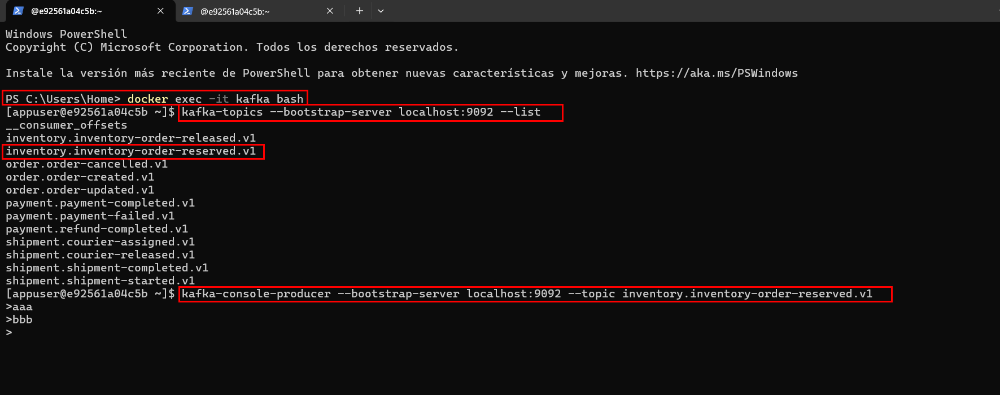 @e92561a04c5b:~
@e92561a04c5b:~
Windows PowerShell
Copyright (C) Microsoft Corporation. Todos los derechos reservados.
Instale la versión más reciente de PowerShell para obtener nuevas características y mejoras. https://aka.ms/PSWindows
PS C:\Users\Home> docker exec -it kafka bash
[appuser@e92561a04c5b ~]$ kafka-topics --bootstrap-server localhost:9092 --list
__consumer_offsets
inventory.inventory-order-released.v1
inventory.inventory-order-reserved.v1
order.order-cancelled.v1
order.order-created.v1
order.order-updated.v1
payment.payment-completed.v1
payment.payment-failed.v1
payment.refund-completed.v1
shipment.courier-assigned.v1
shipment.courier-released.v1
shipment.shipment-completed.v1
shipment.shipment-started.v1
[appuser@e92561a04c5b ~]$ kafka-console-producer --bootstrap-server localhost:9092 --topic inventory.inventory-order-reserved.v1
>aaa
>bbb
>